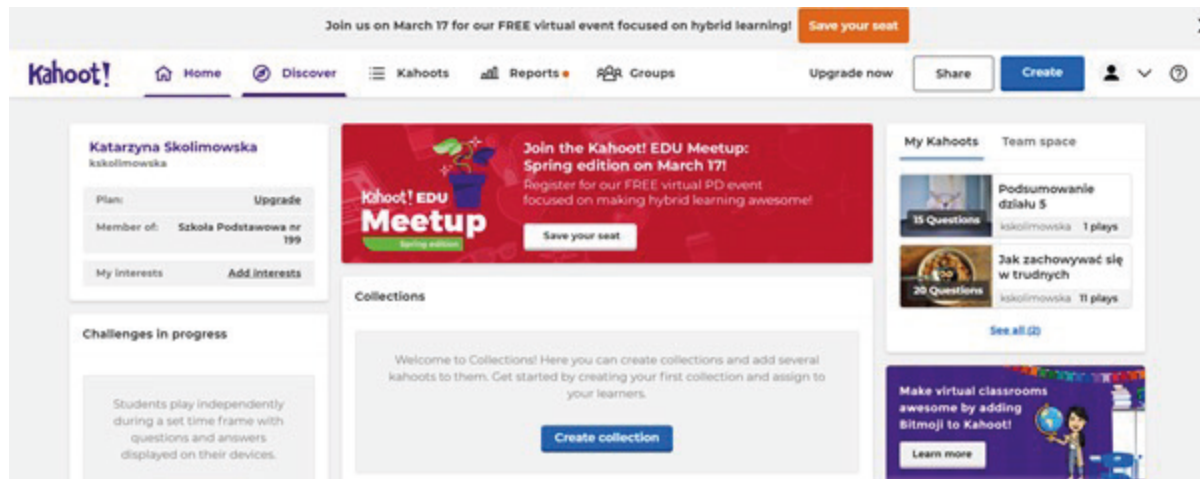 Join us on March 17 for our FREE virtual event focused on hybrid learning! Save your seat
Kahoot! Home Discover Kahoots Reports Groups Upgrade now Share Create
Katarzyna Skolimowska
kskolimowska
Plan: Upgrade
Member of: Szkoła Podstawowa nr
199
My interests Add interests
Challenges in progress
Students play independently
during a set time frame with
questions and answers
displayed on their devices.
Kahoot! EDU
Meetup
Spring edition
Join the Kahoot! EDU Meetup:
Spring edition on March 17!
Register for our FREE virtual PD event
focused on making hybrid learning awesome!
Save your seat
Collections
Welcome to Collections! Here you can create collections and add several
kahoots to them. Get started by creating your first collection and assign to
your learners.
Create collection
My Kahoots Team space
15 Questions
Podsumowanie
działu 5
kskolimowska 1 plays
20 Questions
Jak zachowywać się
w trudnych
kskolimowska 11 plays
See all (2)
Make virtual classrooms
awesome by adding
Bitmoji to Kahoot!
Learn more